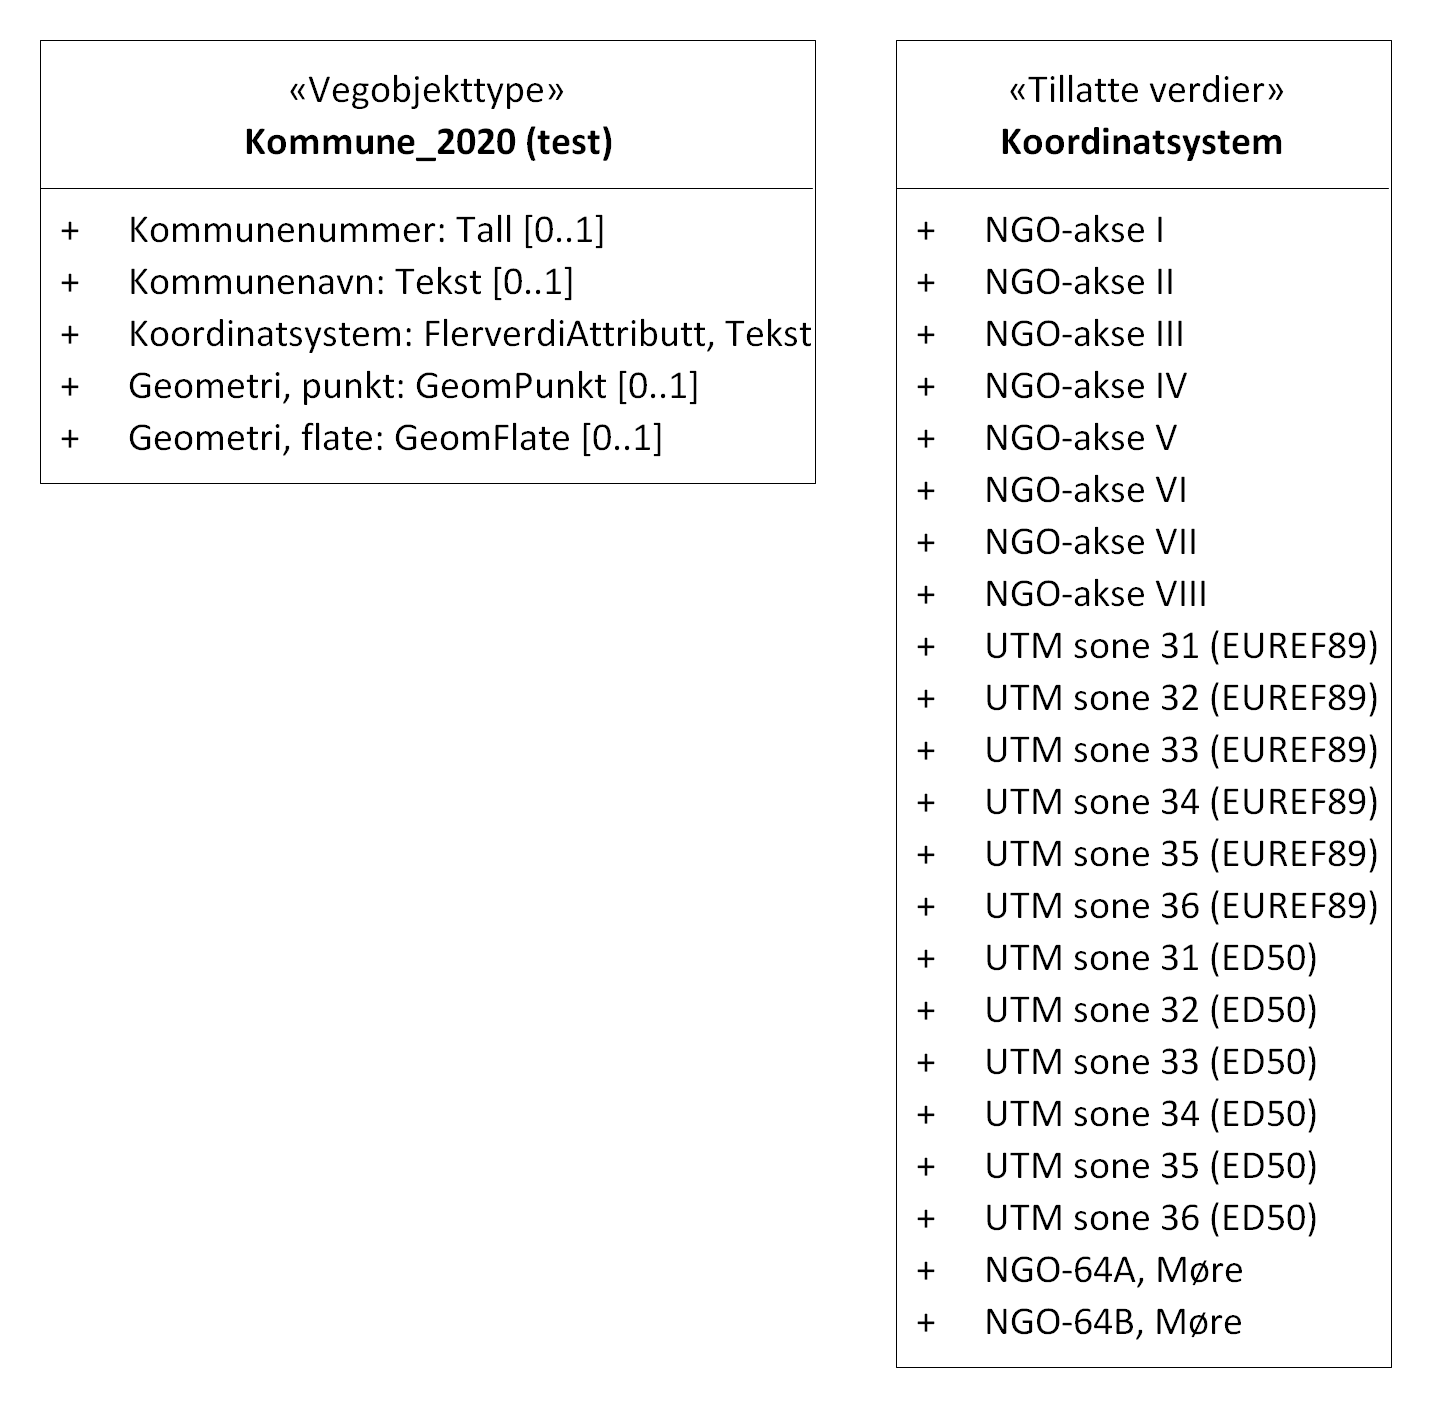 «Vegobjekttype»
Kommune_2020 (test)
+ Kommunenummer: Tall [0..1]
+ Kommunenavn: Tekst [0..1]
+ Koordinatsystem: FlerverdiAttributt, Tekst
+ Geometri, punkt: GeomPunkt [0..1]
+ Geometri, flate: GeomFlate [0..1]
«Tillatte verdier»
Koordinatsystem
+ NGO-akse I
+ NGO-akse II
+ NGO-akse III
+ NGO-akse IV
+ NGO-akse V
+ NGO-akse VI
+ NGO-akse VII
+ NGO-akse VIII
+ UTM sone 31 (EUREF89)
+ UTM sone 32 (EUREF89)
+ UTM sone 33 (EUREF89)
+ UTM sone 34 (EUREF89)
+ UTM sone 35 (EUREF89)
+ UTM sone 36 (EUREF89)
+ UTM sone 31 (ED50)
+ UTM sone 32 (ED50)
+ UTM sone 33 (ED50)
+ UTM sone 34 (ED50)
+ UTM sone 35 (ED50)
+ UTM sone 36 (ED50)
+ NGO-64A, Møre
+ NGO-64B, Møre